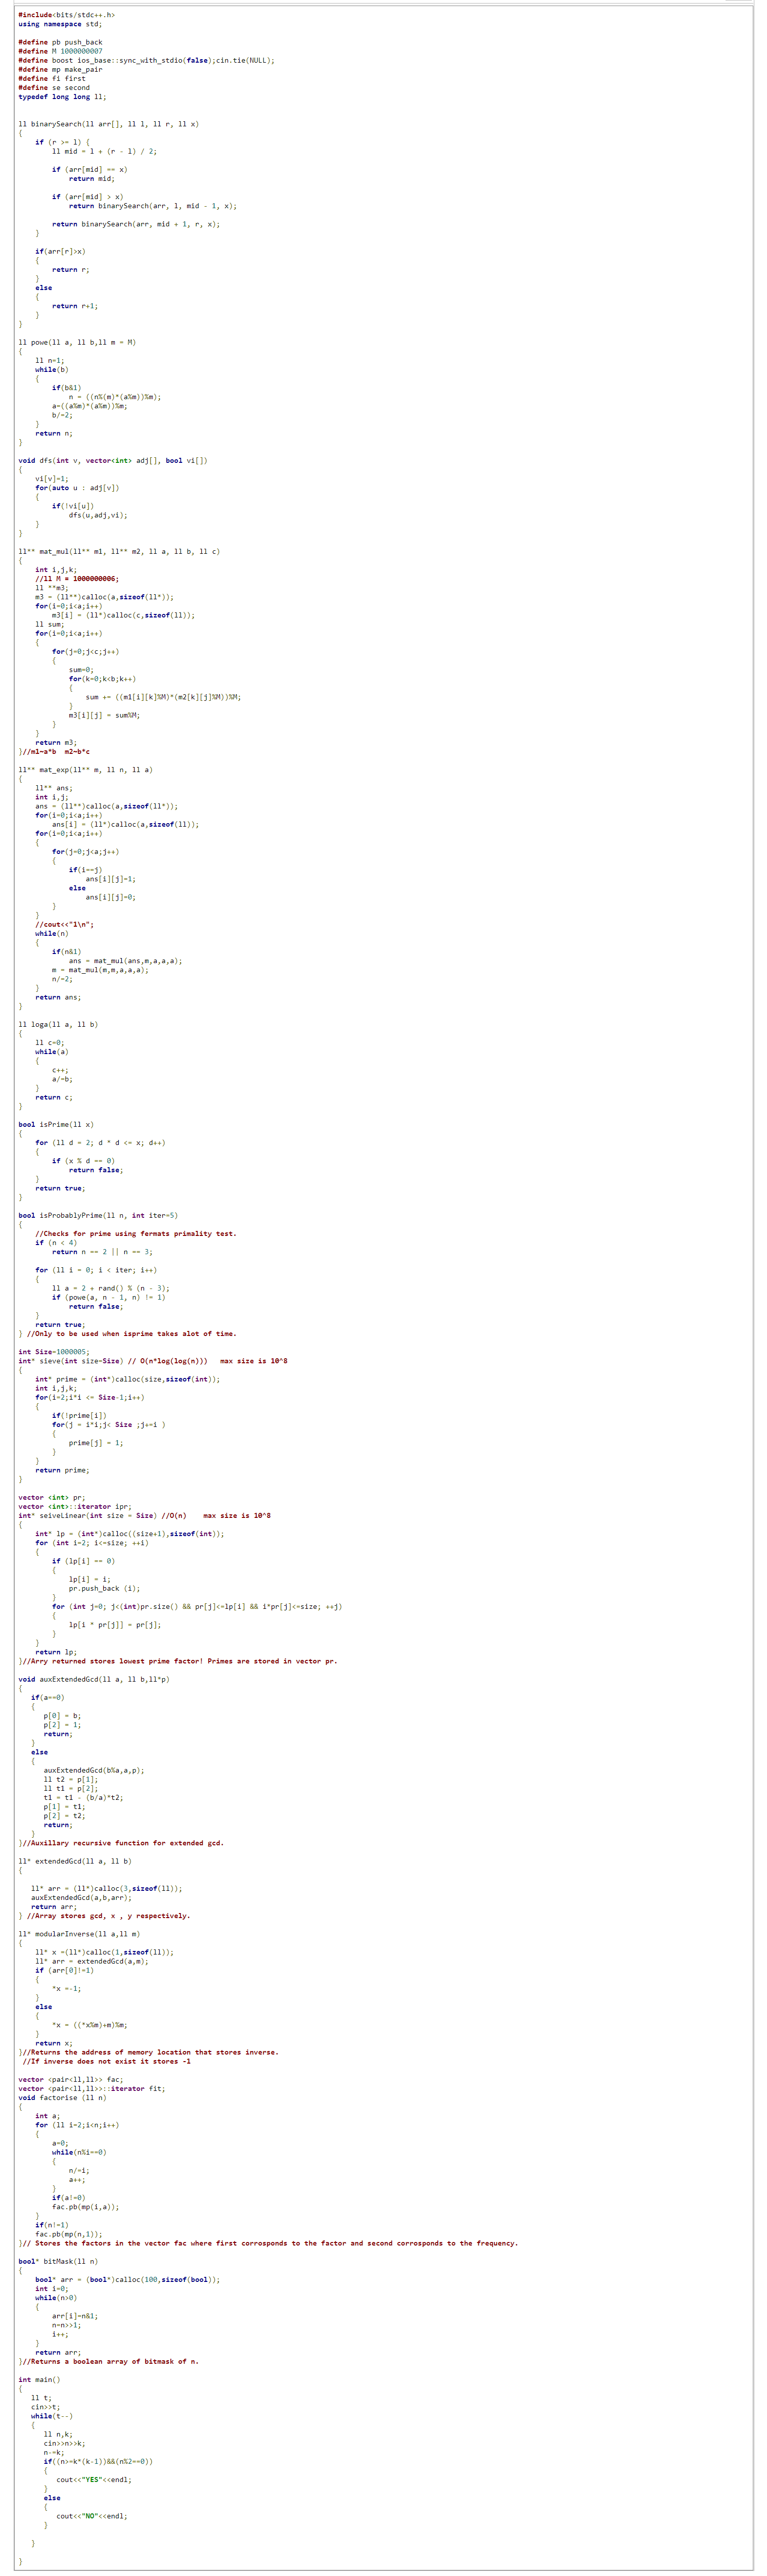 #include<bits/stdc++.h>
using namespace std;
#define pb push_back
#define M 1000000007
#define boost ios_base::sync_with_stdio(false);cin.tie(NULL);
#define mp make_pair
#define fi first
#define se second
typedef long long ll;
ll binarySearch(ll arr[], ll l, ll r, ll x)
{
if (r >= l) {
ll mid = l + (r - l) / 2;
if (arr[mid] == x)
return mid;
if (arr[mid] > x)
return binarySearch(arr, l, mid - 1, x);
return binarySearch(arr, mid + 1, r, x);
}
if(arr[r]>x)
{
return r;
}
else
{
return r+1;
}
}
ll powe(ll a, ll b,ll m = M)
{
ll n=1;
while(b)
{
if(b&1)
n = ((n%(m)*(a%m))%m);
a=((a%m)*(a%m))%m;
b/=2;
}
return n;
}
void dfs(int v, vector<int> adj[], bool vi[])
{
vi[v]=1;
for(auto u : adj[v])
{
if(!vi[u])
dfs(u,adj,vi);
}
}
ll** mat_mul(ll** m1, ll** m2, ll a, ll b, ll c)
{
int i,j,k;
//ll M = 1000000006;
ll **m3;
m3 = (ll**)calloc(a,sizeof(ll*));
for(i=0;i<a;i++)
m3[i] = (ll*)calloc(c,sizeof(ll));
ll sum;
for(i=0;i<a;i++)
{
for(j=0;j<c;j++)
{
sum=0;
for(k=0;k<b;k++)
{
sum += ((m1[i][k]%M)*(m2[k][j]%M))%M;
}
m3[i][j] = sum%M;
}
}
return m3;
}//m1=a*b  m2=b*c
ll** mat_exp(ll** m, ll n, ll a)
{
ll** ans;
int i,j;
ans = (ll**)calloc(a,sizeof(ll*));
for(i=0;i<a;i++)
ans[i] = (ll*)calloc(a,sizeof(ll));
for(i=0;i<a;i++)
{
for(j=0;j<a;j++)
{
if(i==j)
ans[i][j]=1;
else
ans[i][j]=0;
}
}
//cout<<"1\n";
while(n)
{
if(n&1)
ans = mat_mul(ans,m,a,a,a);
m = mat_mul(m,m,a,a,a);
n/=2;
}
return ans;
}
ll loga(ll a, ll b)
{
ll c=0;
while(a)
{
c++;
a/=b;
}
return c;
}
bool isPrime(ll x)
{
for (ll d = 2; d * d <= x; d++)
{
if (x % d == 0)
return false;
}
return true;
}
bool isProbablyPrime(ll n, int iter=5)
{
//Checks for prime using fermats primality test.
if (n < 4)
return n == 2 || n == 3;
for (ll i = 0; i < iter; i++)
{
ll a = 2 + rand() % (n - 3);
if (powe(a, n - 1, n) != 1)
return false;
}
return true;
} //Only to be used when isprime takes alot of time.
int Size=1000005;
int* sieve(int size=Size) // O(n*log(log(n)))   max size is 10^8
{
int* prime = (int*)calloc(size,sizeof(int));
int i,j,k;
for(i=2;i*i <= Size-1;i++)
{
if(!prime[i])
for(j = i*i;j< Size ;j+=i )
{
prime[j] = 1;
}
}
return prime;
}
vector <int> pr;
vector <int>::iterator ipr;
int* seiveLinear(int size = Size) //O(n)    max size is 10^8
{
int* lp = (int*)calloc((size+1),sizeof(int));
for (int i=2; i<=size; ++i)
{
if (lp[i] == 0)
{
lp[i] = i;
pr.push_back (i);
}
for (int j=0; j<(int)pr.size() && pr[j]<=lp[i] && i*pr[j]<=size; ++j)
{
lp[i * pr[j]] = pr[j];
}
}
return lp;
}//Arry returned stores lowest prime factor! Primes are stored in vector pr.
void auxExtendedGcd(ll a, ll b,ll*p)
{
if(a==0)
{
p[0] = b;
p[2] = 1;
return;
}
else
{
auxExtendedGcd(b%a,a,p);
ll t2 = p[1];
ll t1 = p[2];
t1 = t1 - (b/a)*t2;
p[1] = t1;
p[2] = t2;
return;
}
}//Auxillary recursive function for extended gcd.
ll* extendedGcd(ll a, ll b)
{
ll* arr = (ll*)calloc(3,sizeof(ll));
auxExtendedGcd(a,b,arr);
return arr;
} //Array stores gcd, x , y respectively.
ll* modularInverse(ll a,ll m)
{
ll* x =(ll*)calloc(1,sizeof(ll));
ll* arr = extendedGcd(a,m);
if (arr[0]!=1)
{
*x =-1;
}
else
{
*x = ((*x%m)+m)%m;
}
return x;
}//Returns the address of memory location that stores inverse.
//If inverse does not exist it stores -1
vector <pair<ll,ll>> fac;
vector <pair<ll,ll>>::iterator fit;
void factorise (ll n)
{
int a;
for (ll i=2;i<n;i++)
{
a=0;
while(n%i==0)
{
n/=i;
a++;
}
if(a!=0)
fac.pb(mp(i,a));
}
if(n!=1)
fac.pb(mp(n,1));
}// Stores the factors in the vector fac where first corrosponds to the factor and second corrosponds to the frequency.
bool* bitMask(ll n)
{
bool* arr = (bool*)calloc(100,sizeof(bool));
int i=0;
while(n>0)
{
arr[i]=n&1;
n=n>>1;
i++;
}
return arr;
}//Returns a boolean array of bitmask of n.
int main()
{
ll t;
cin>>t;
while(t--)
{
ll n,k;
cin>>n>>k;
n-=k;
if((n>=k*(k-1))&&(n%2==0))
{
cout<<"YES"<<endl;
}
else
{
cout<<"NO"<<endl;
}
}
}